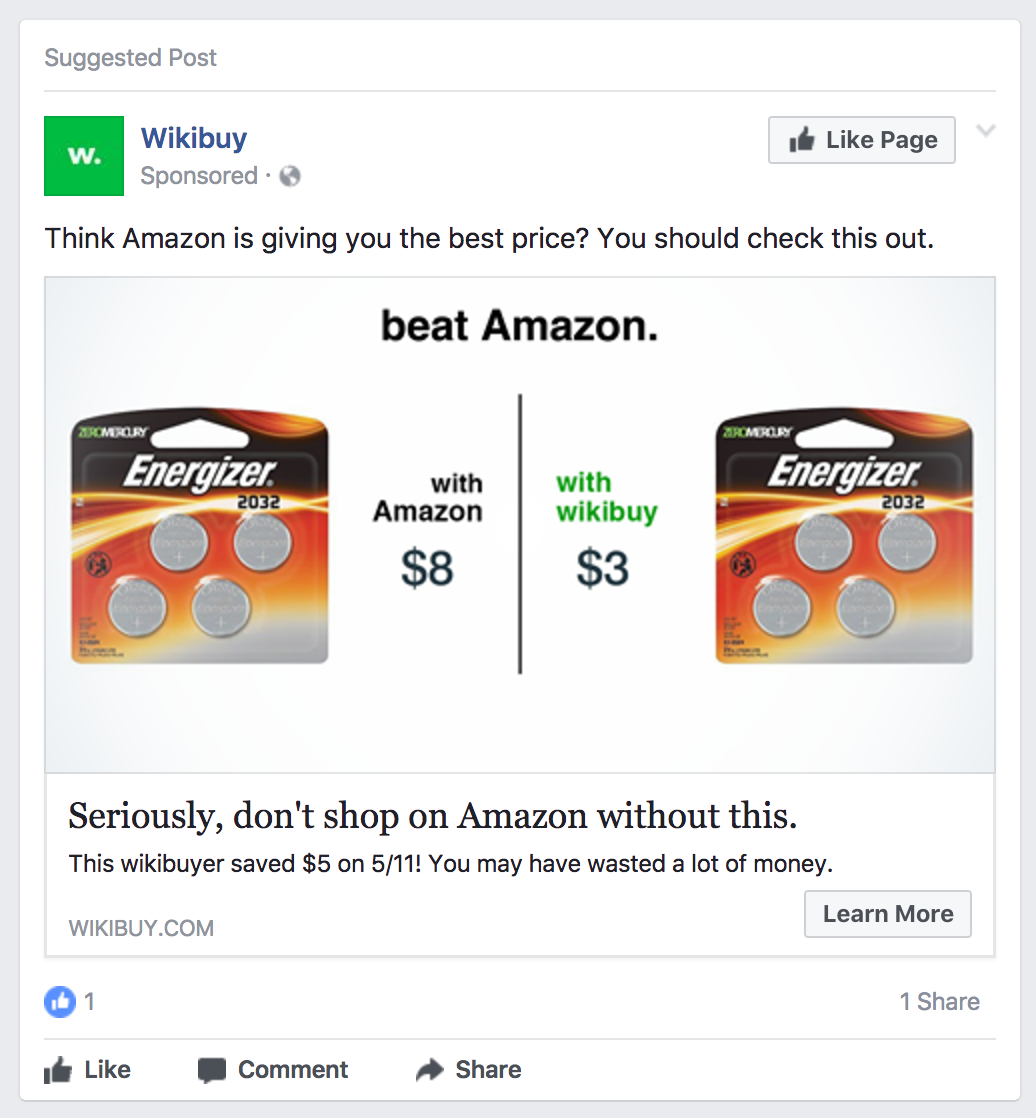 Suggested Post
w.
Wikibuy
Like Page
Sponsored ·
Think Amazon is giving you the best price? You should check this out.
beat Amazon.
ZEROMERCURY
Energizer.
2032
with
Amazon
$8
with
wikibuy
$3
ZEROMERCURY
Energizer.
2032
Seriously, don't shop on Amazon without this.
This wikibuyer saved $5 on 5/11! You may have wasted a lot of money.
WIKIBUY.COM
Learn More
1
1 Share
Like
Comment
Share